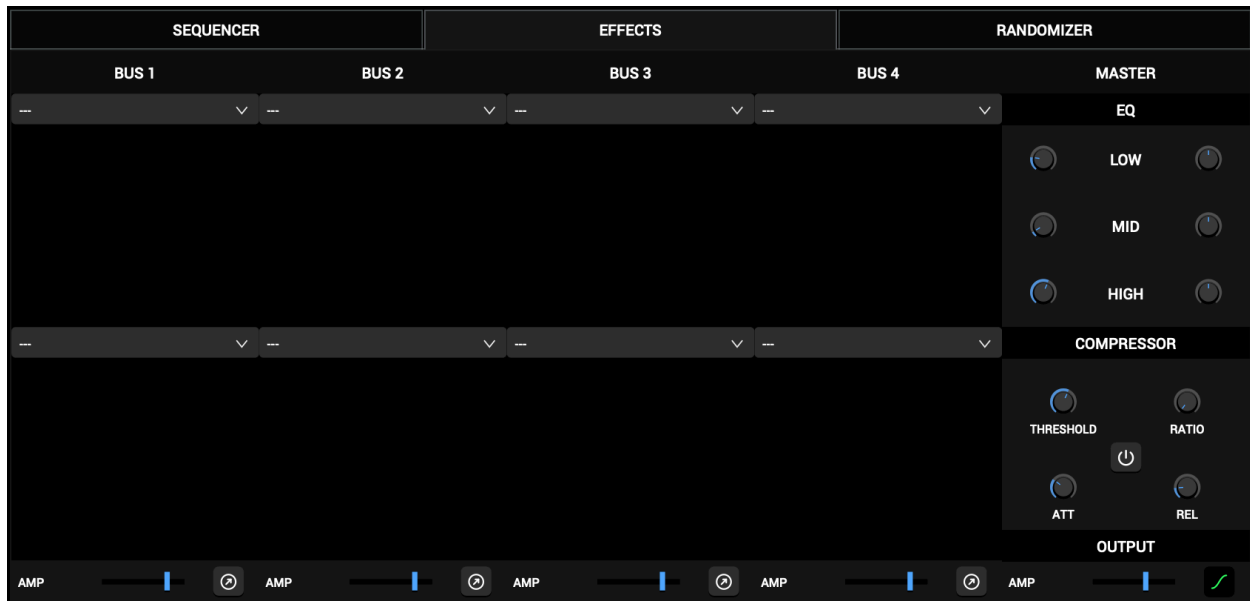 SEQUENCER EFFECTS RANDOMIZER
BUS 1 BUS 2 BUS 3 BUS 4 MASTER
--- --- --- --- EQ
LOW
MID
HIGH
--- --- --- --- COMPRESSOR
THRESHOLD RATIO
ATT REL
OUTPUT
AMP AMP AMP AMP AMP